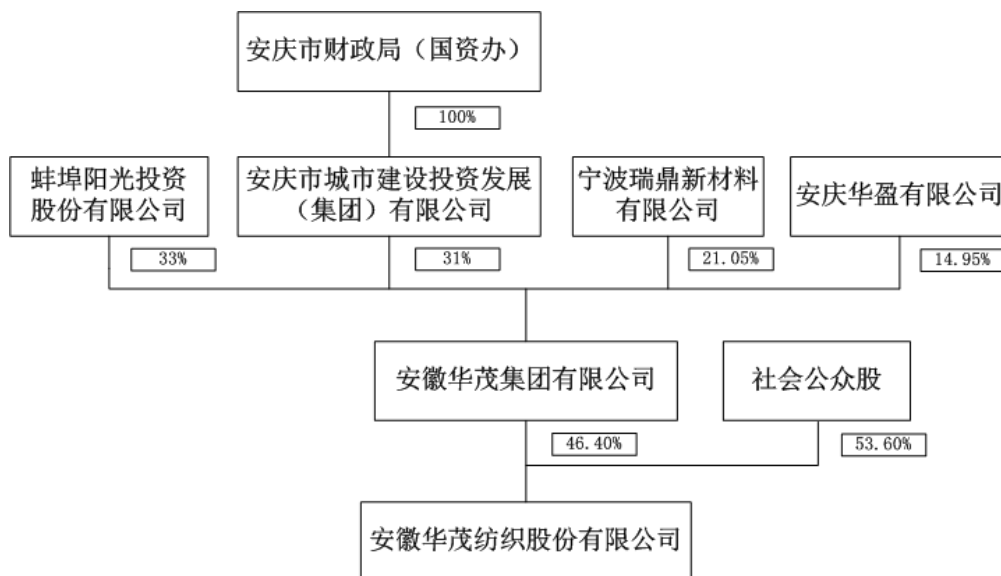 安庆市财政局（国资办）
100%
蚌埠阳光投资
股份有限公司
安庆市城市建设投资发展
（集团）有限公司
宁波瑞鼎新材料
有限公司
安庆华盈有限公司
33%
31%
21.05%
14.95%
安徽华茂集团有限公司
社会公众股
46.40%
53.60%
安徽华茂纺织股份有限公司